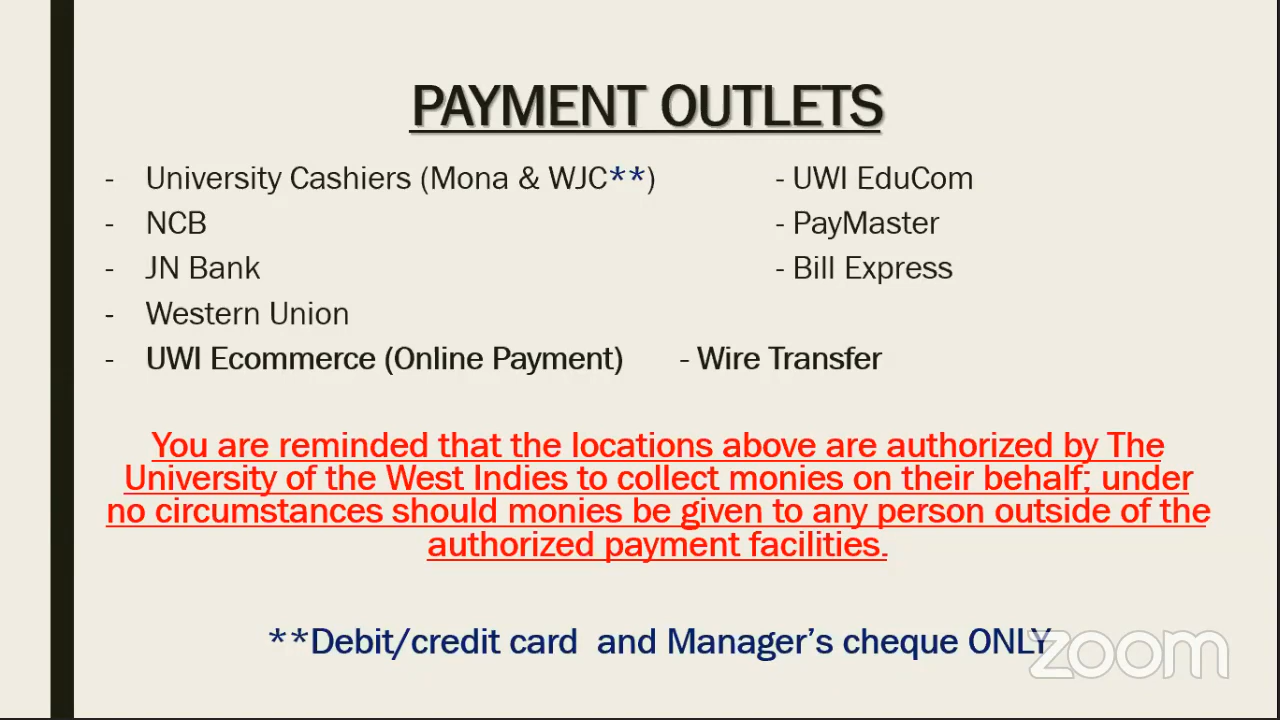 PAYMENT OUTLETS
- University Cashiers (Mona & WJC**) - UWI EduCom
- NCB - PayMaster
- JN Bank - Bill Express
- Western Union
- UWI Ecommerce (Online Payment) - Wire Transfer
You are reminded that the locations above are authorized by The
University of the West Indies to collect monies on their behalf; under
no circumstances should monies be given to any person outside of the
authorized payment facilities.
**Debit/credit card and Manager's cheque ONLY
zoom